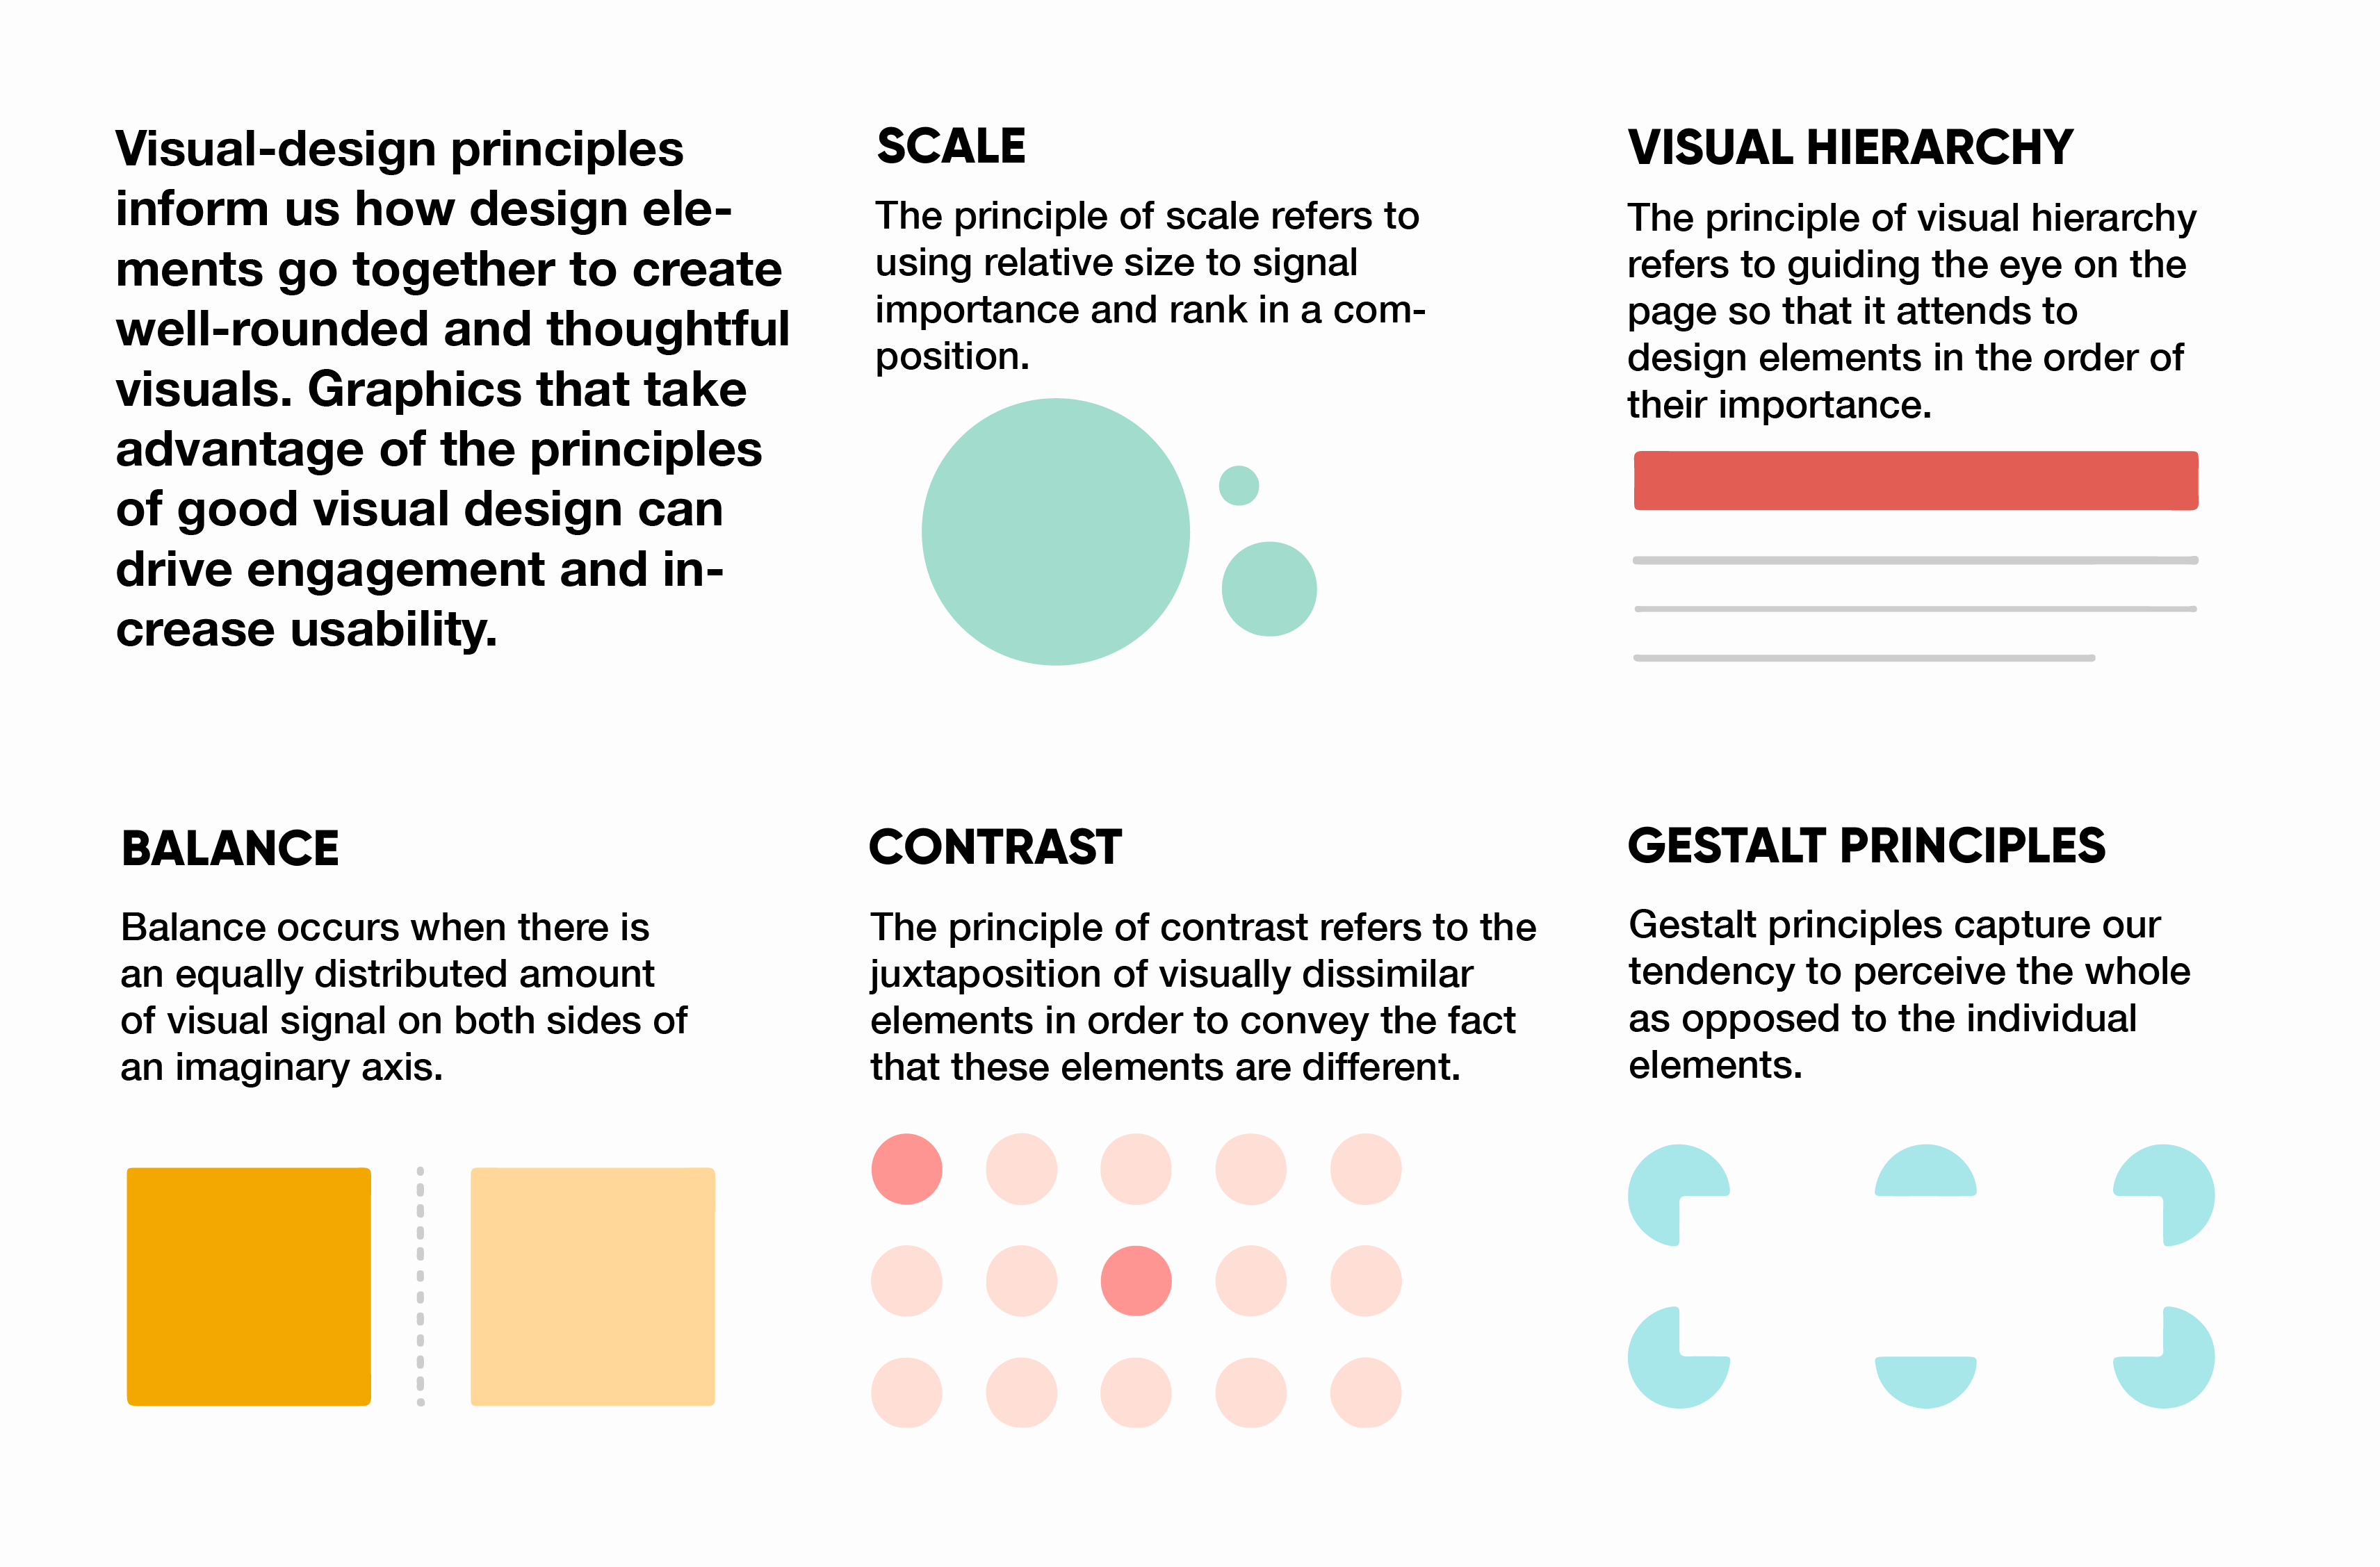 Visual-design principles
inform us how design ele-
ments go together to create
well-rounded and thoughtful
visuals. Graphics that take
advantage of the principles
of good visual design can
drive engagement and in-
crease usability.
SCALE
The principle of scale refers to
using relative size to signal
importance and rank in a com-
position.
VISUAL HIERARCHY
The principle of visual hierarchy
refers to guiding the eye on the
page so that it attends to
design elements in the order of
their importance.
BALANCE
Balance occurs when there is
an equally distributed amount
of visual signal on both sides of
an imaginary axis.
CONTRAST
The principle of contrast refers to the
juxtaposition of visually dissimilar
elements in order to convey the fact
that these elements are different.
GESTALT PRINCIPLES
Gestalt principles capture our
tendency to perceive the whole
as opposed to the individual
elements.